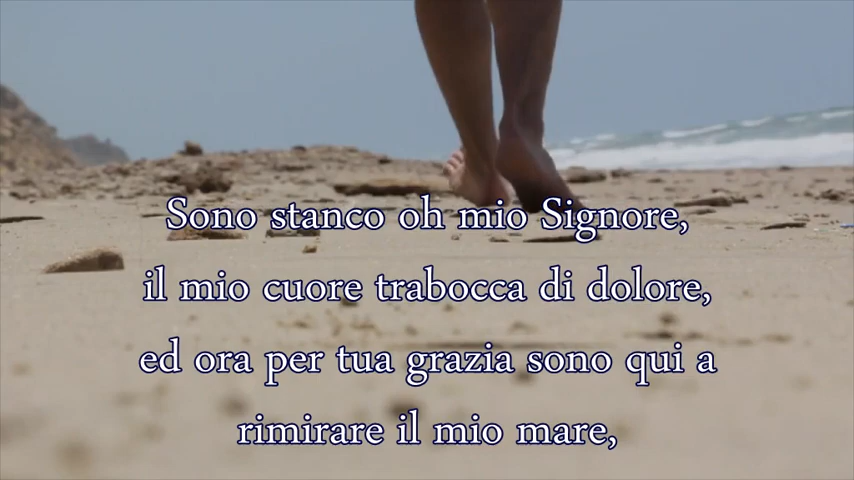 Sono stanco oh mio Signore,
il mio cuore trabocca di dolore,
ed ora per tua grazia sono qui a
rimirare il mio mare,